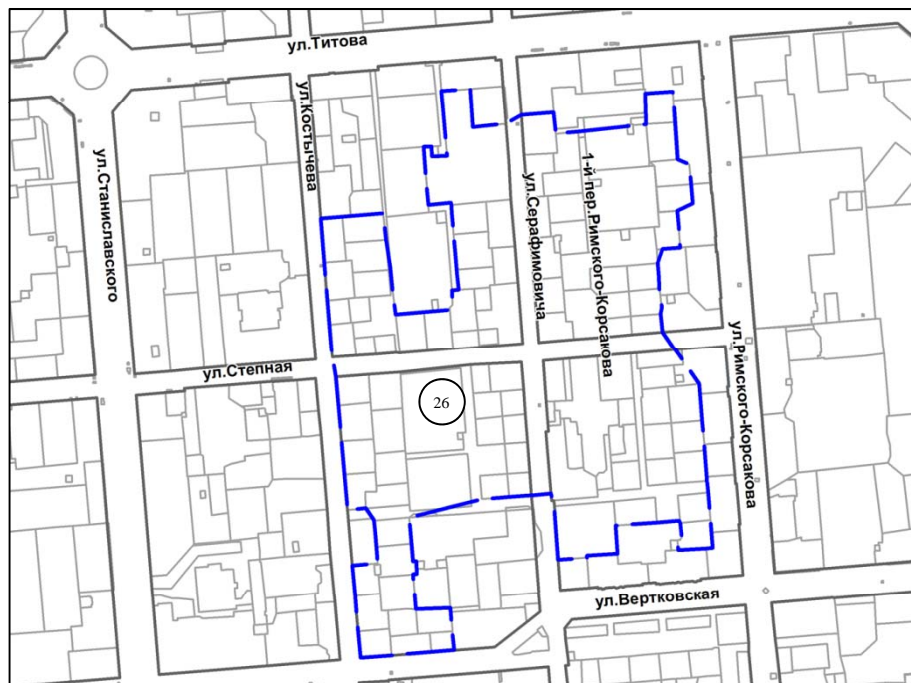 ул.Титова
ул.Костычева
ул.Станиславского
ул.Серафимовича
1-й пер.Римского-Корсакова
ул.Римского-Корсакова
ул.Степная
26
ул.Вертковская